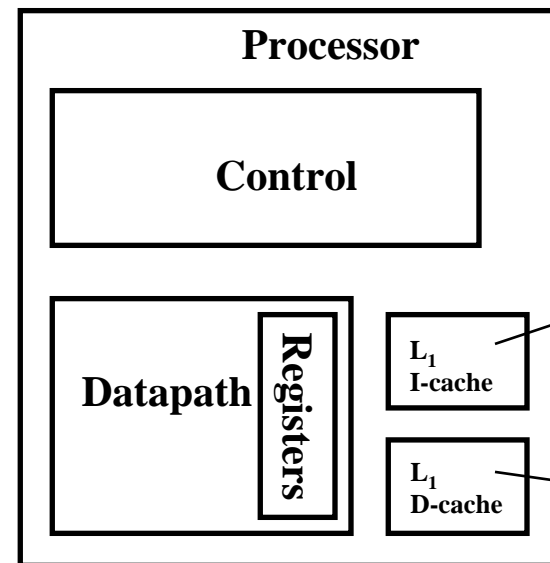 Processor
Control
Datapath
Registers
L₁
I-cache
L₁
D-cache